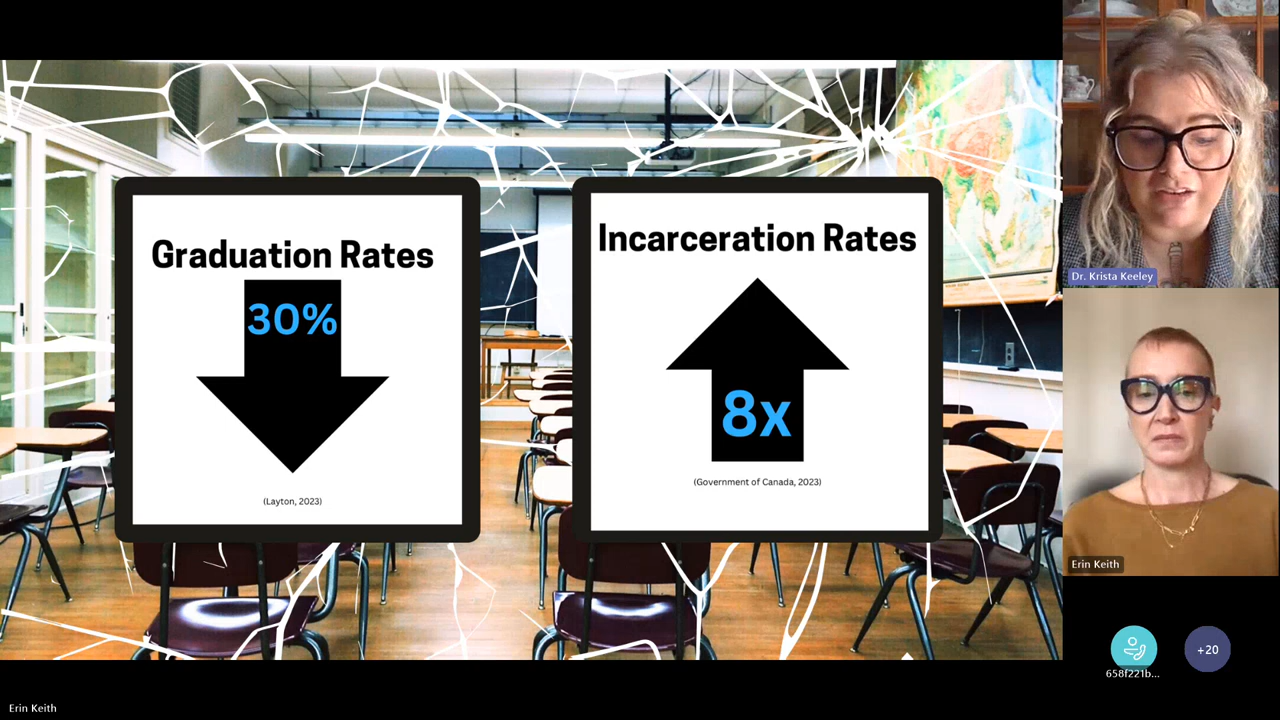 Graduation Rates
30%
(Layton, 2023)
Incarceration Rates
8x
(Government of Canada, 2023)
Dr. Krista Keeley
Erin Keith
658f221b...
+20
Erin Keith